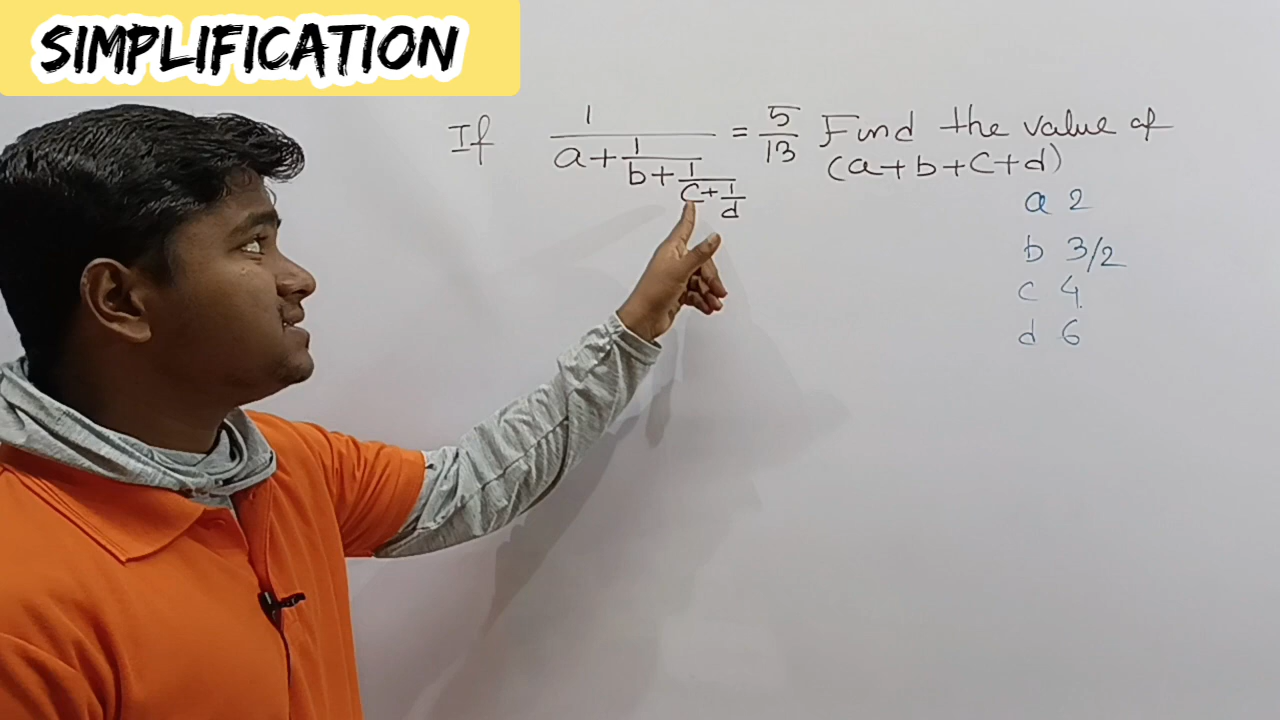 SIMPLIFICATION
If 1/(a+1/(b+1/(c+1/d))) = 5/13 Find the value of
(a+b+c+d)
a 2
b 3/2
c 4
d 6